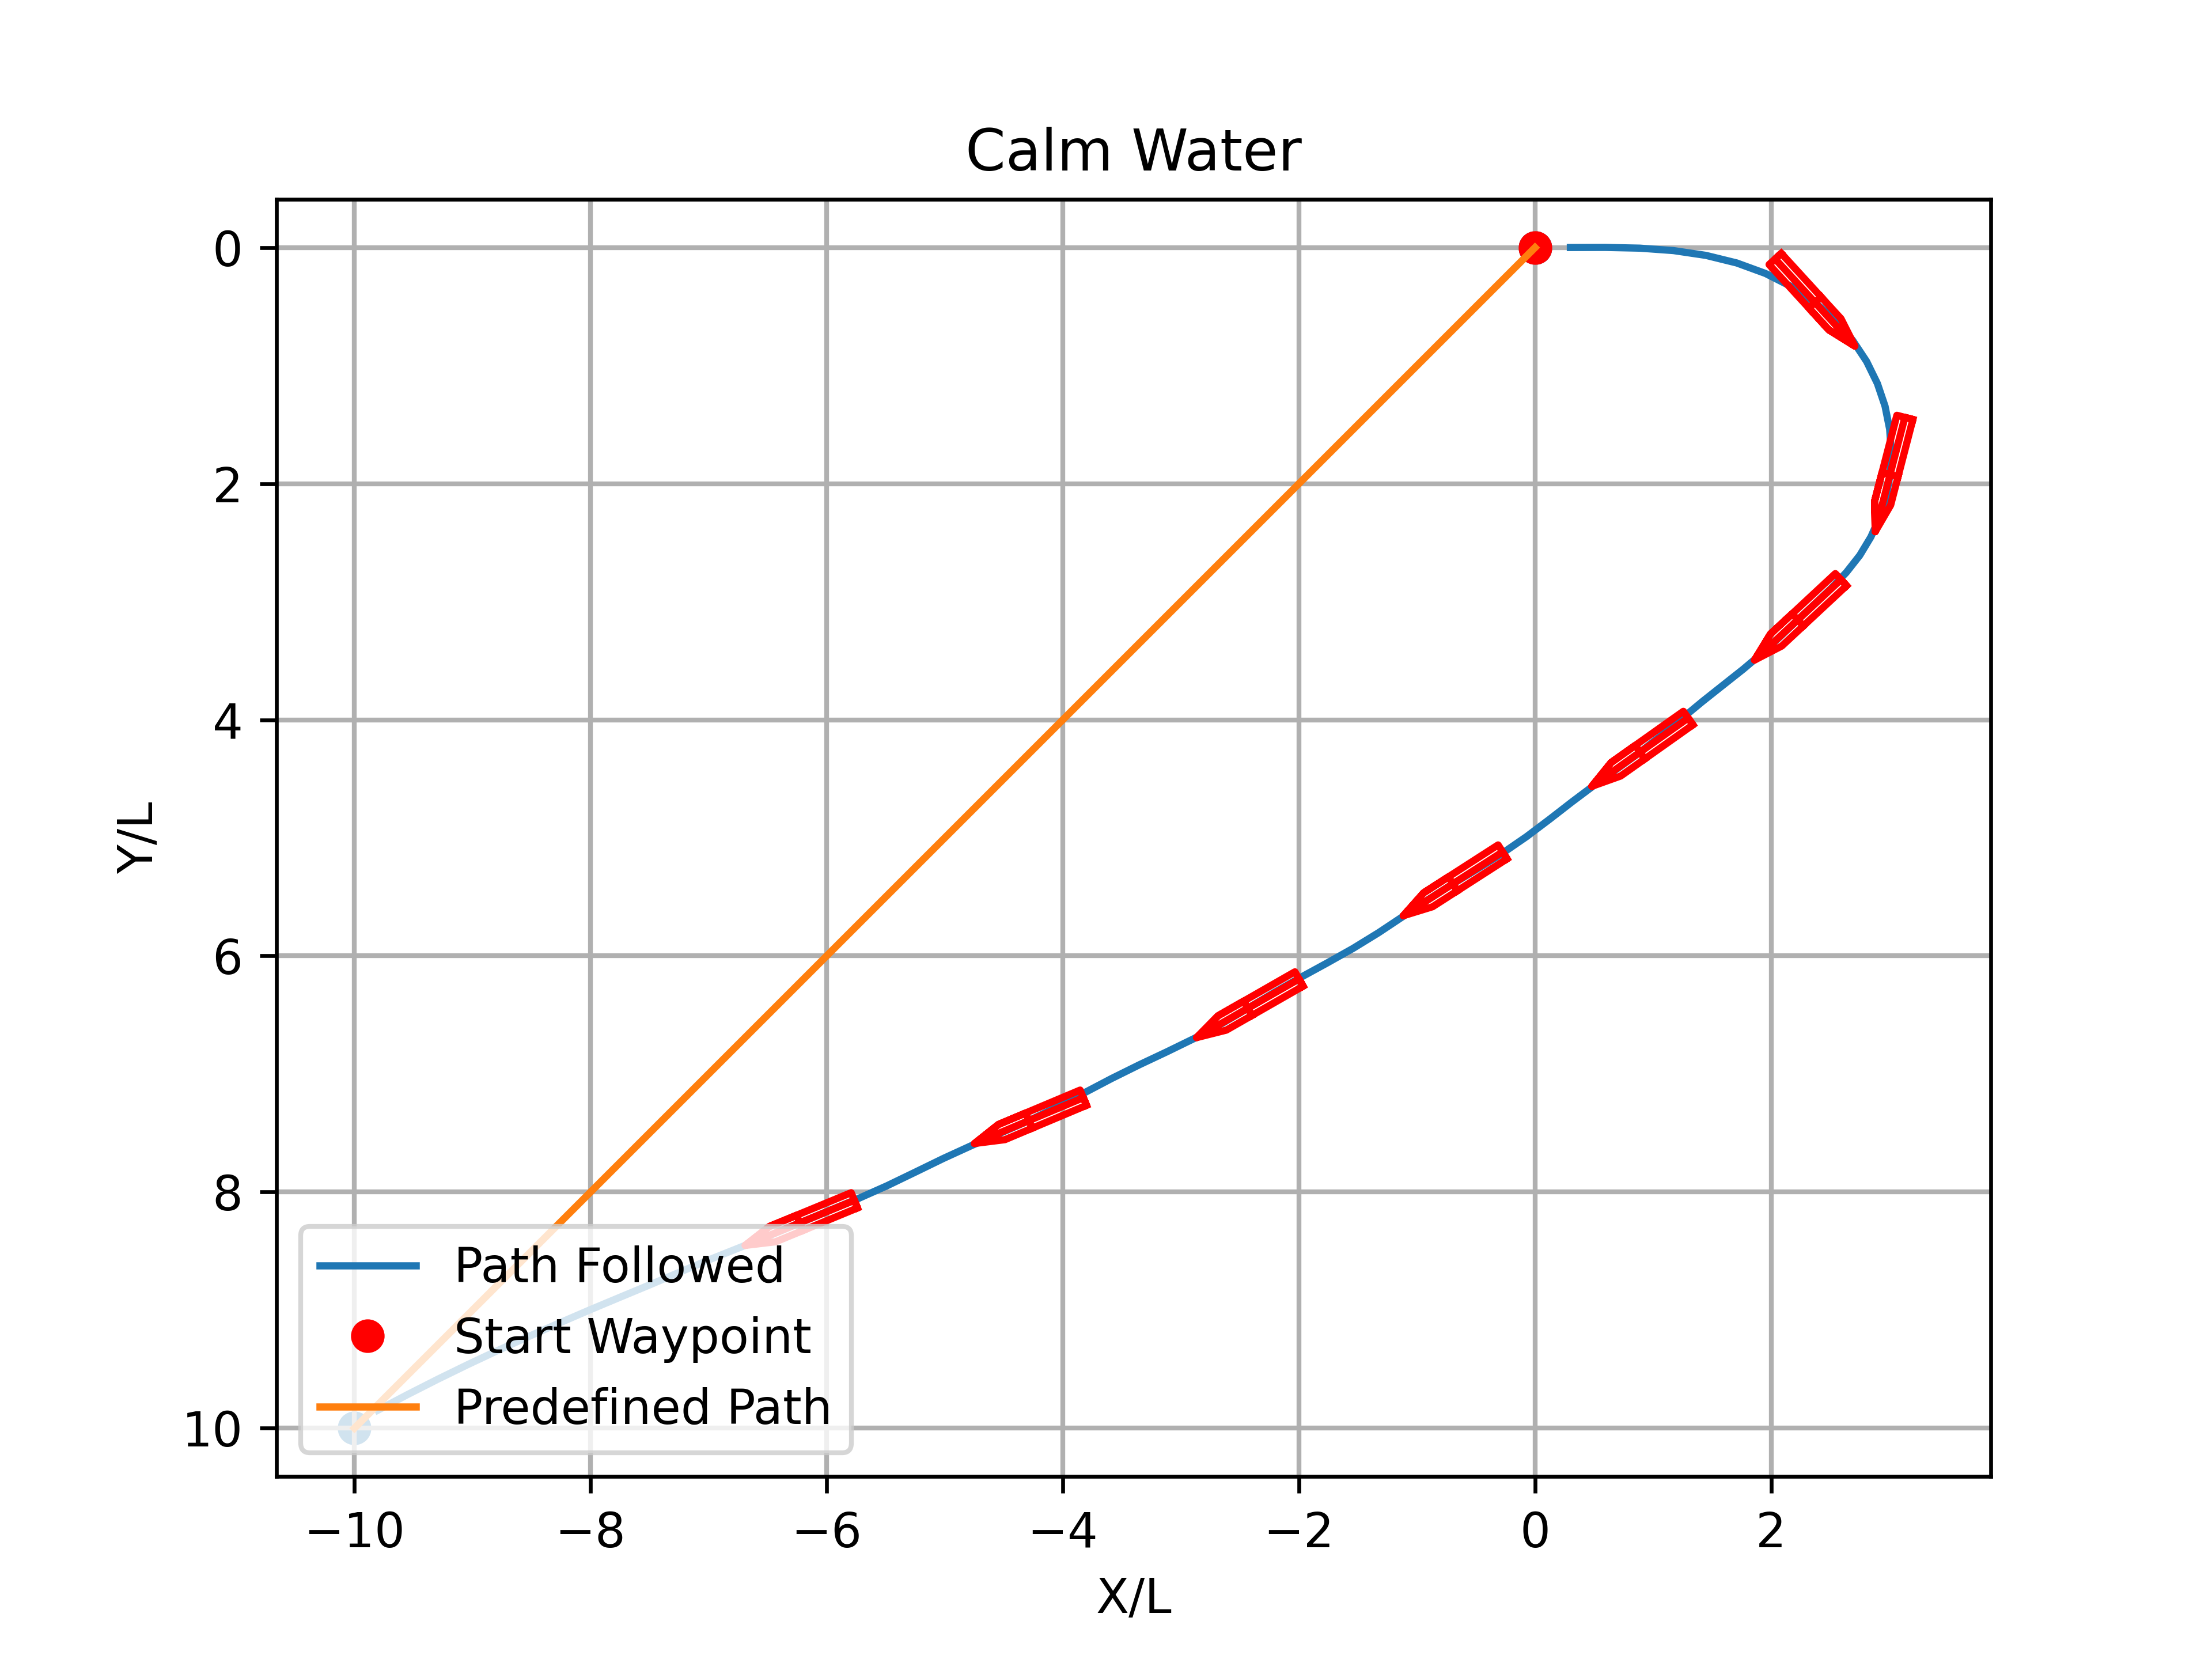 Calm Water
0
2
4
6
8
10
Y/L
Path Followed
Start Waypoint
Predefined Path
−10 −8 −6 −4 −2 0 2
X/L